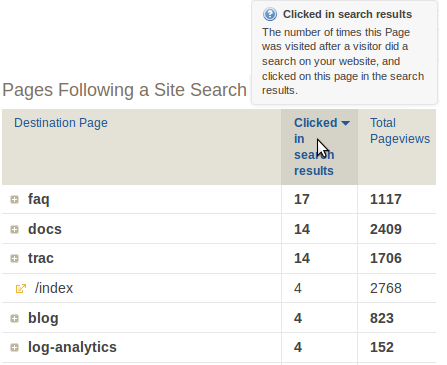 Clicked in search results
The number of times this Page
was visited after a visitor did a
search on your website, and
clicked on this page in the search
results.
Pages Following a Site Search
Destination Page
Clicked
in
search
results
Total
Pageviews
faq 17 1117
docs 14 2409
trac 14 1706
/index 4 2768
blog 4 823
log-analytics 4 152